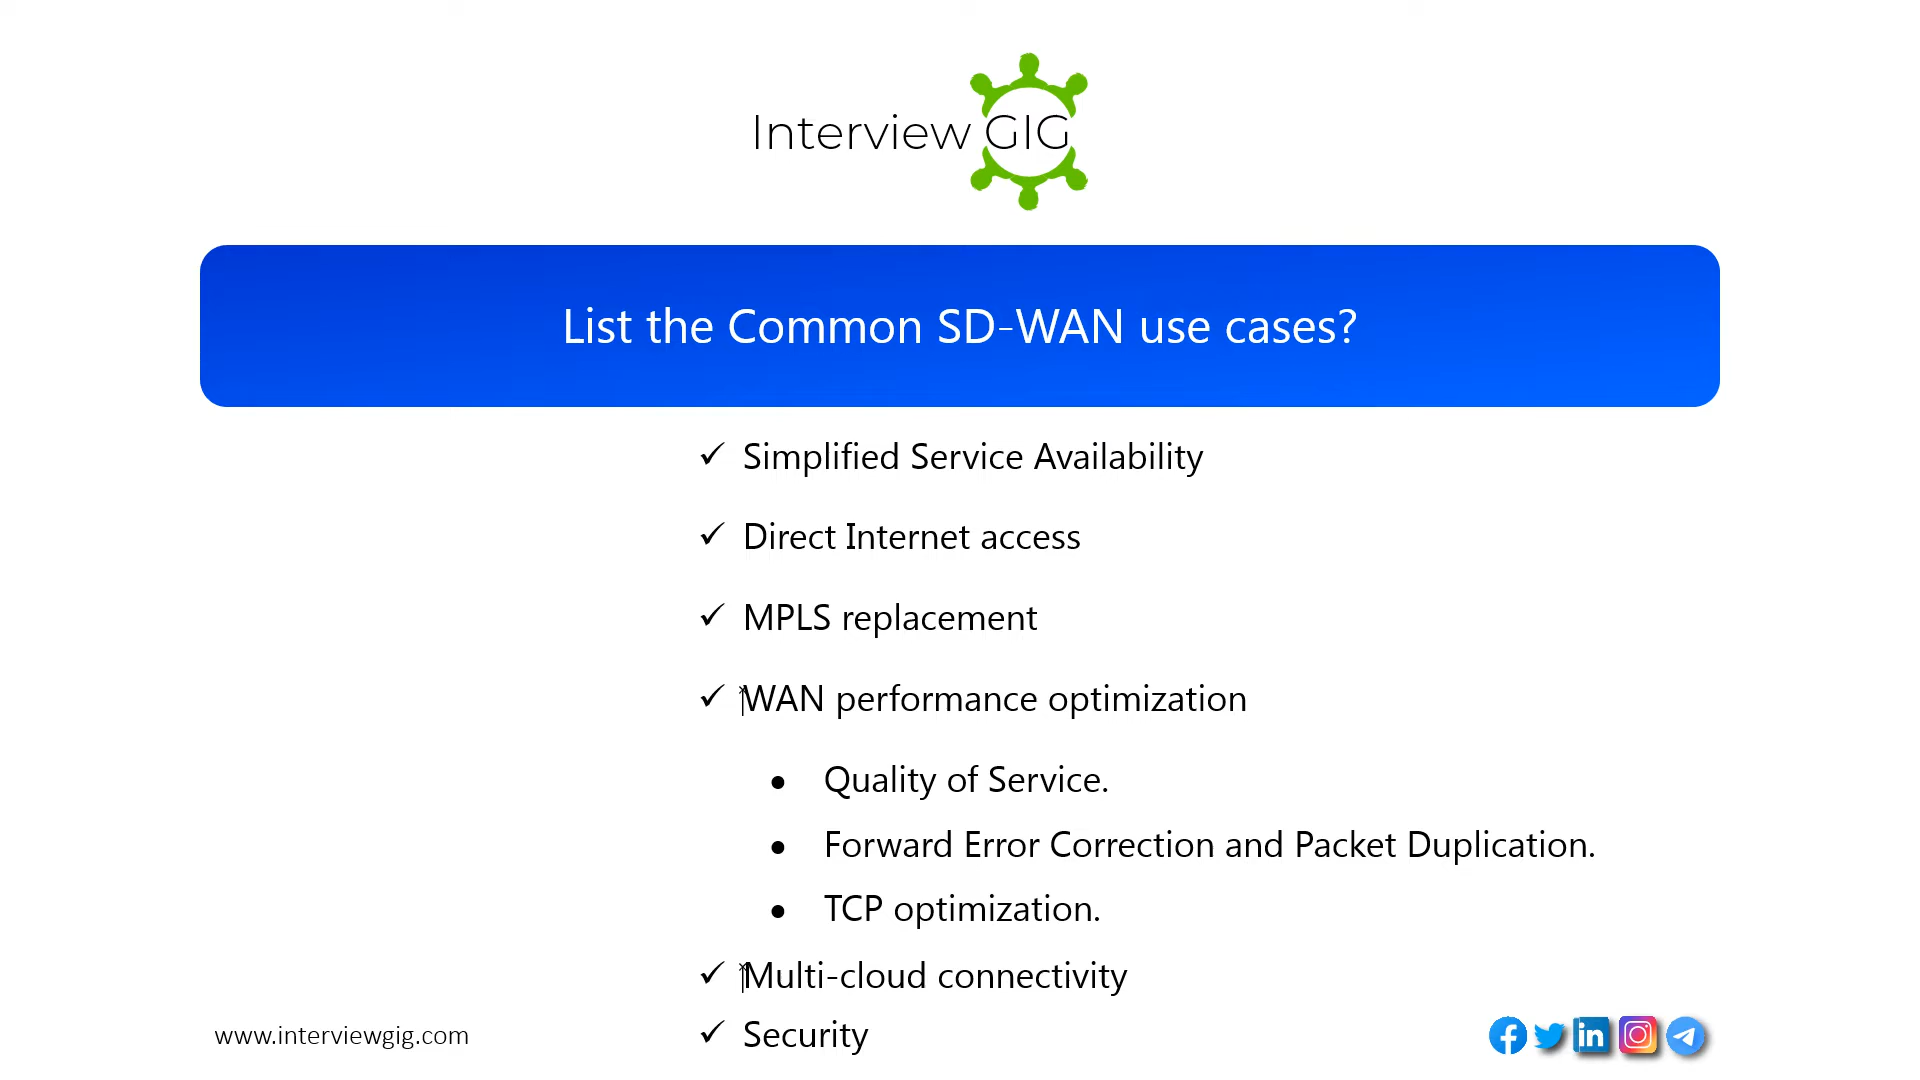 Interview GIG
List the Common SD-WAN use cases?
✓ Simplified Service Availability
✓ Direct Internet access
✓ MPLS replacement
✓ WAN performance optimization
• Quality of Service.
• Forward Error Correction and Packet Duplication.
• TCP optimization.
✓ Multi-cloud connectivity
✓ Security
www.interviewgig.com